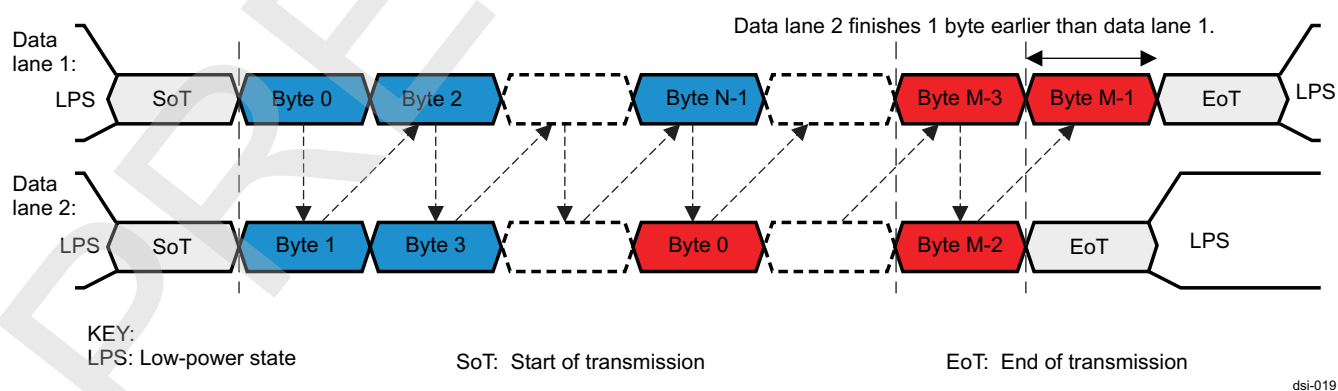 Data lane 2 finishes 1 byte earlier than data lane 1.
Data
lane 1:
LPS SoT Byte 0 Byte 2 Byte N-1 Byte M-3 Byte M-1 EoT LPS
Data
lane 2:
LPS SoT Byte 1 Byte 3 Byte 0 Byte M-2 EoT LPS
KEY:
LPS: Low-power state SoT: Start of transmission EoT: End of transmission
dsi-019
PRE